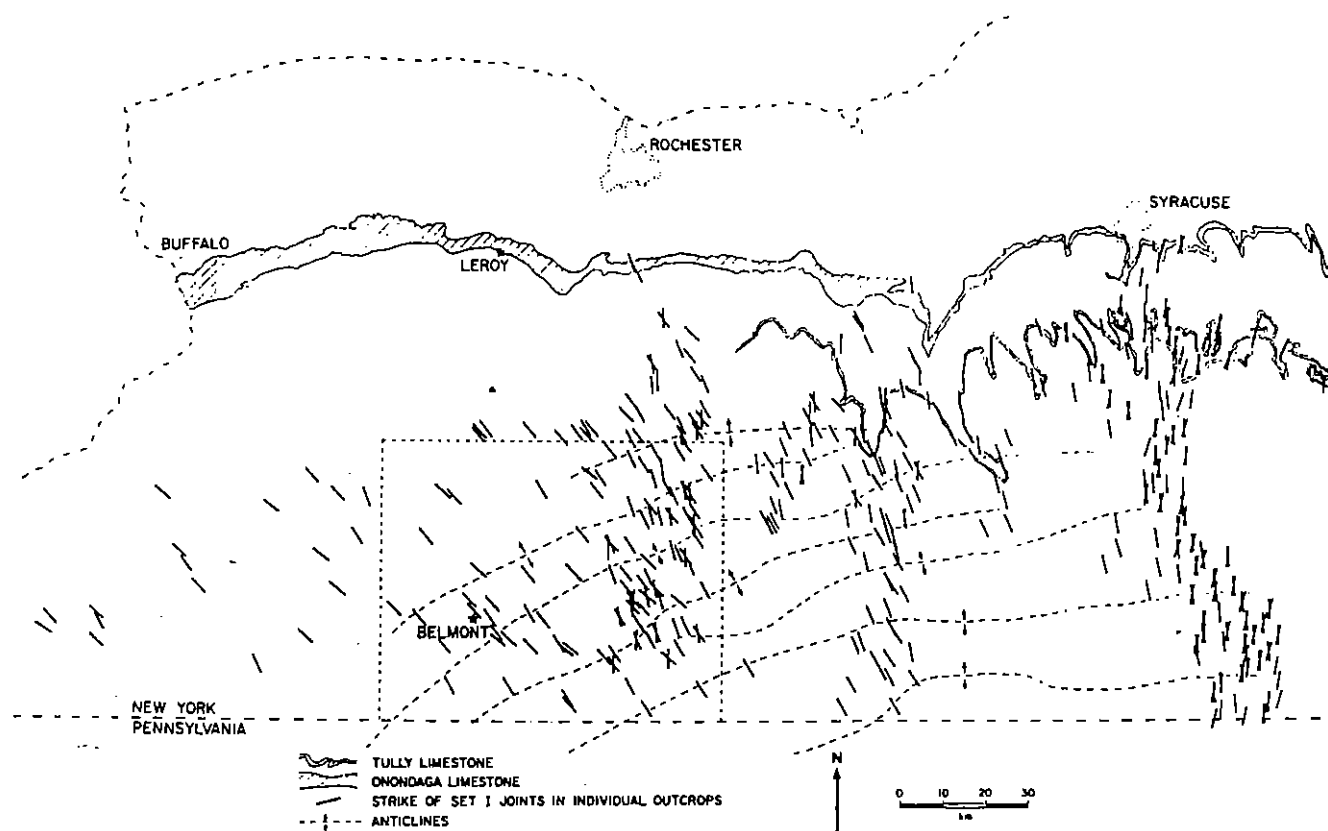 ROCHESTER
SYRACUSE
BUFFALO
LEROY
BELMONT
NEW YORK
PENNSYLVANIA
TULLY LIMESTONE
ONONDAGA LIMESTONE
STRIKE OF SET I JOINTS IN INDIVIDUAL OUTCROPS
ANTICLINES
N
0 10 20 30
km